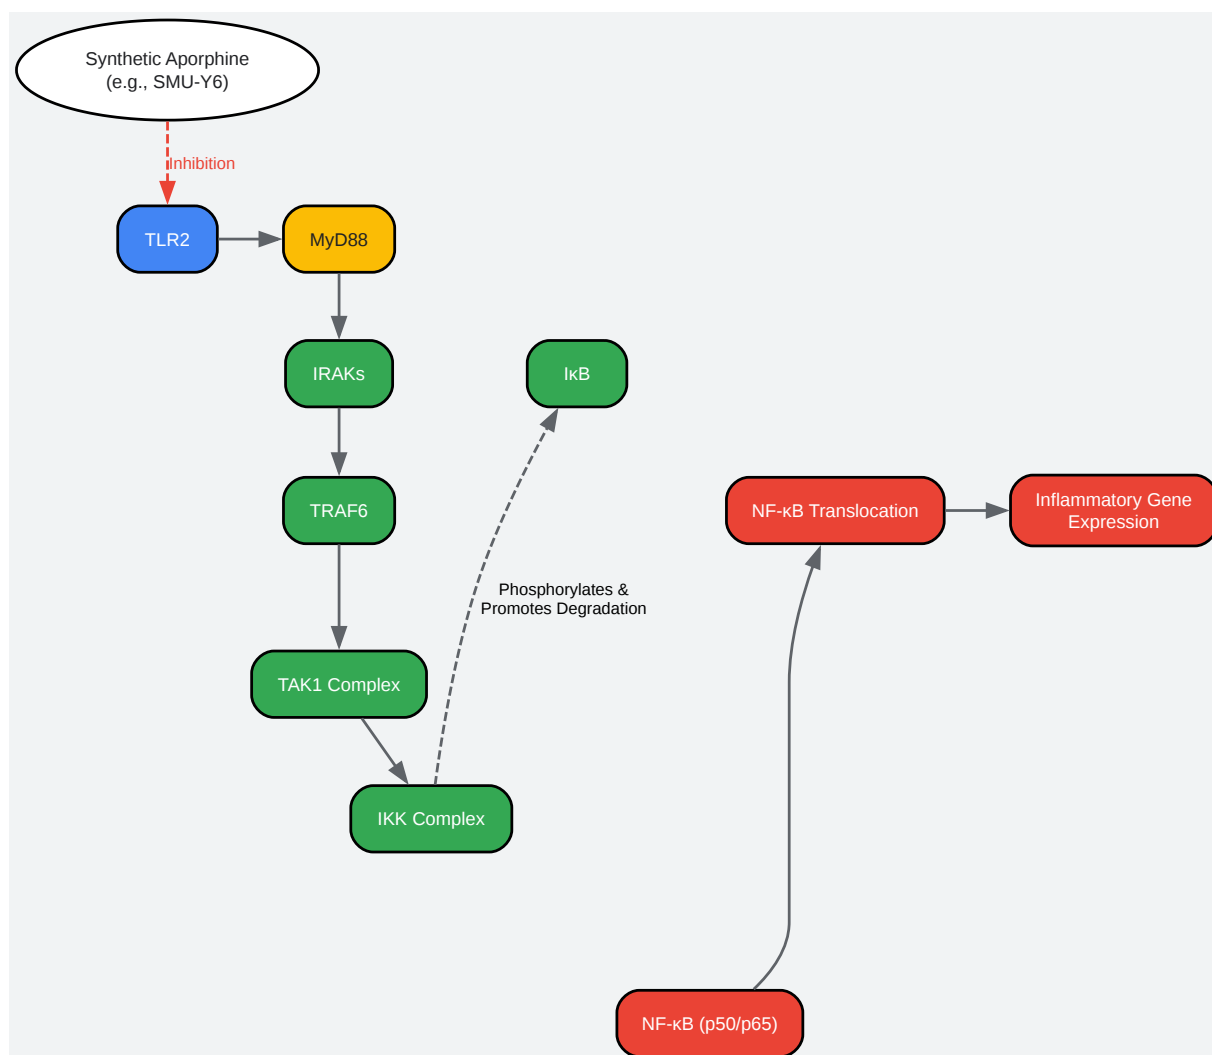 Synthetic Aporphine
(e.g., SMU-Y6)
Inhibition
TLR2
MyD88
IRAKs
IκB
TRAF6
NF-κB Translocation
Inflammatory Gene
Expression
Phosphorylates &
Promotes Degradation
TAK1 Complex
IKK Complex
NF-κB (p50/p65)